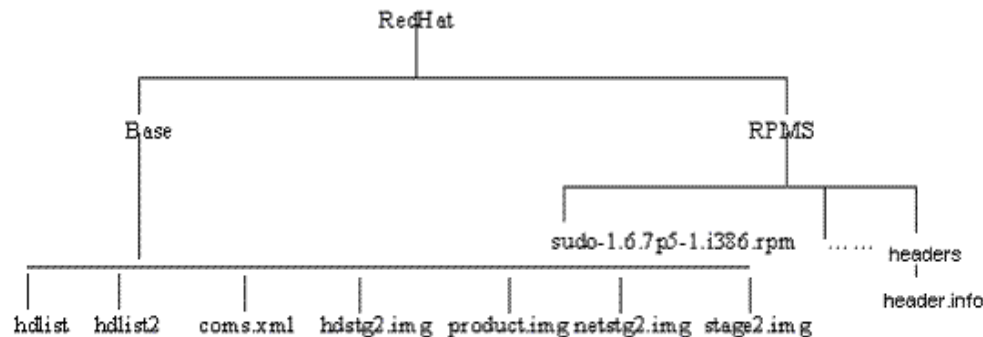 RedHat
Base
RPMS
sudo-1.6.7p5-1.i386.rpm
......
headers
header.info
hdlist
hdlist2
coms.xml
hdstg2.img
product.img
netstg2.img
stage2.img